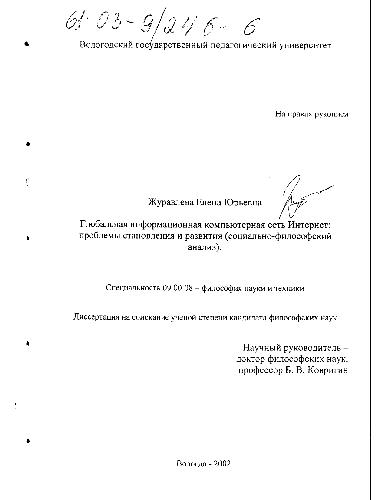 61 03-9/246-6
Вологодский государственный педагогический университет
На правах рукописи
Журавлева Елена Юрьевна
Глобальная информационная компьютерная сеть Интернет:
проблемы становления и развития (социально-философский
анализ).
Специальность 09.00.08 – философия науки и техники
Диссертация на соискание ученой степени кандидата философских наук
Научный руководитель –
доктор философских наук,
профессор Б. В. Ковригин
Вологда - 2002